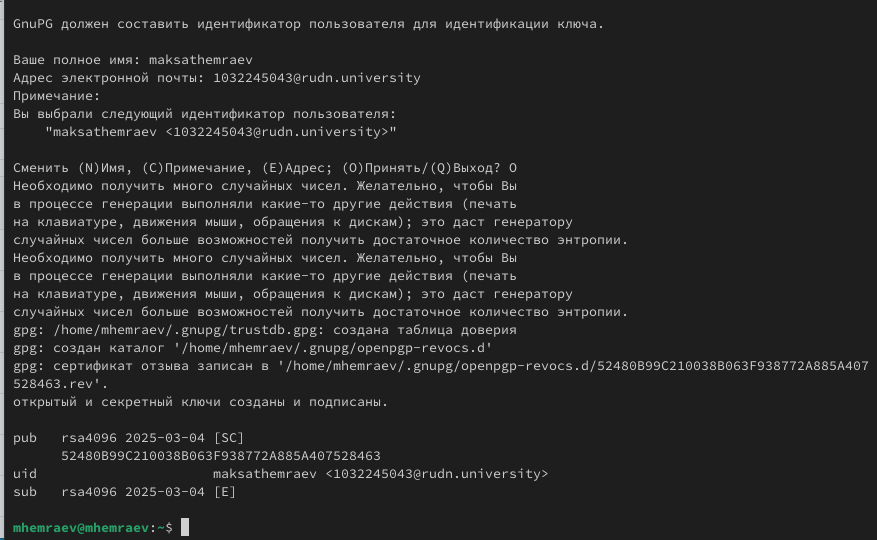 GnuPG должен составить идентификатор пользователя для идентификации ключа.
Ваше полное имя: maksathemraev
Адрес электронной почты: 1032245043@rudn.university
Примечание:
Вы выбрали следующий идентификатор пользователя:
"maksathemraev <1032245043@rudn.university>"
Сменить (N)Имя, (C)Примечание, (E)Адрес; (O)Принять/(Q)Выход? O
Необходимо получить много случайных чисел. Желательно, чтобы Вы
в процессе генерации выполняли какие-то другие действия (печать
на клавиатуре, движения мыши, обращения к дискам); это даст генератору
случайных чисел больше возможностей получить достаточное количество энтропии.
Необходимо получить много случайных чисел. Желательно, чтобы Вы
в процессе генерации выполняли какие-то другие действия (печать
на клавиатуре, движения мыши, обращения к дискам); это даст генератору
случайных чисел больше возможностей получить достаточное количество энтропии.
gpg: /home/mhemraev/.gnupg/trustdb.gpg: создана таблица доверия
gpg: создан каталог '/home/mhemraev/.gnupg/openpgp-revocs.d'
gpg: сертификат отзыва записан в '/home/mhemraev/.gnupg/openpgp-revocs.d/52480B99C210038B063F938772A885A407
528463.rev'.
открытый и секретный ключи созданы и подписаны.
pub   rsa4096 2025-03-04 [SC]
52480B99C210038B063F938772A885A407528463
uid                      maksathemraev <1032245043@rudn.university>
sub   rsa4096 2025-03-04 [E]
mhemraev@mhemraev:~$